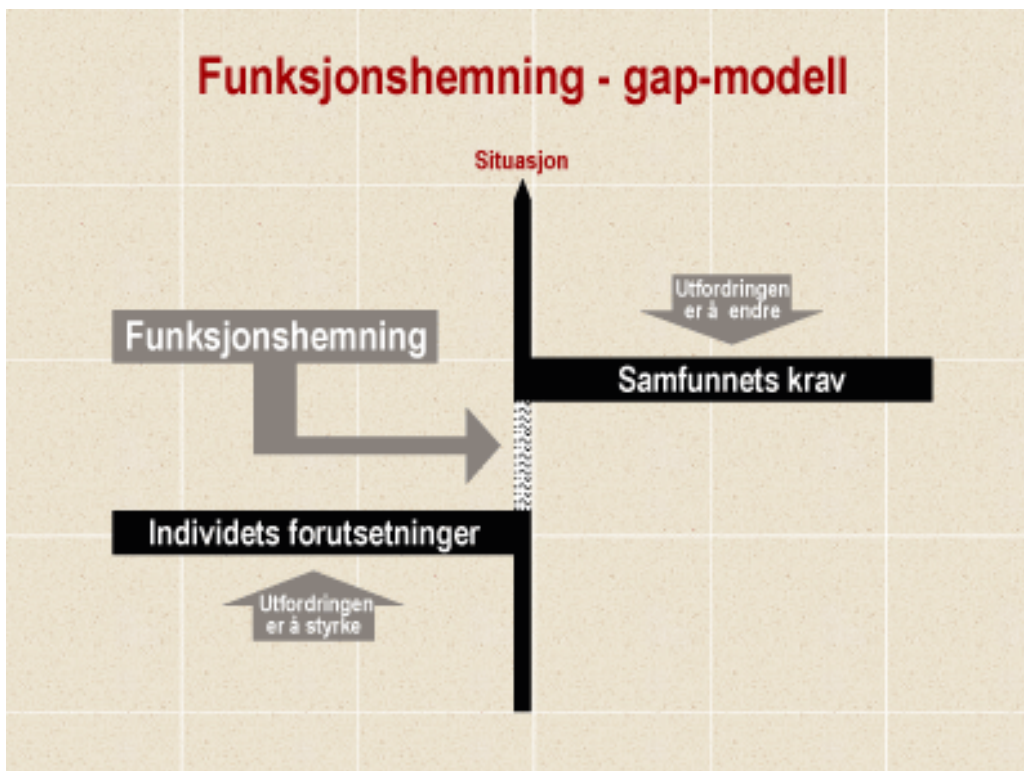 Funksjonshemning - gap-modell
Situasjon
Utfordringen
er å endre
Funksjonshemning
Samfunnets krav
Individets forutsetninger
Utfordringen
er å styrke